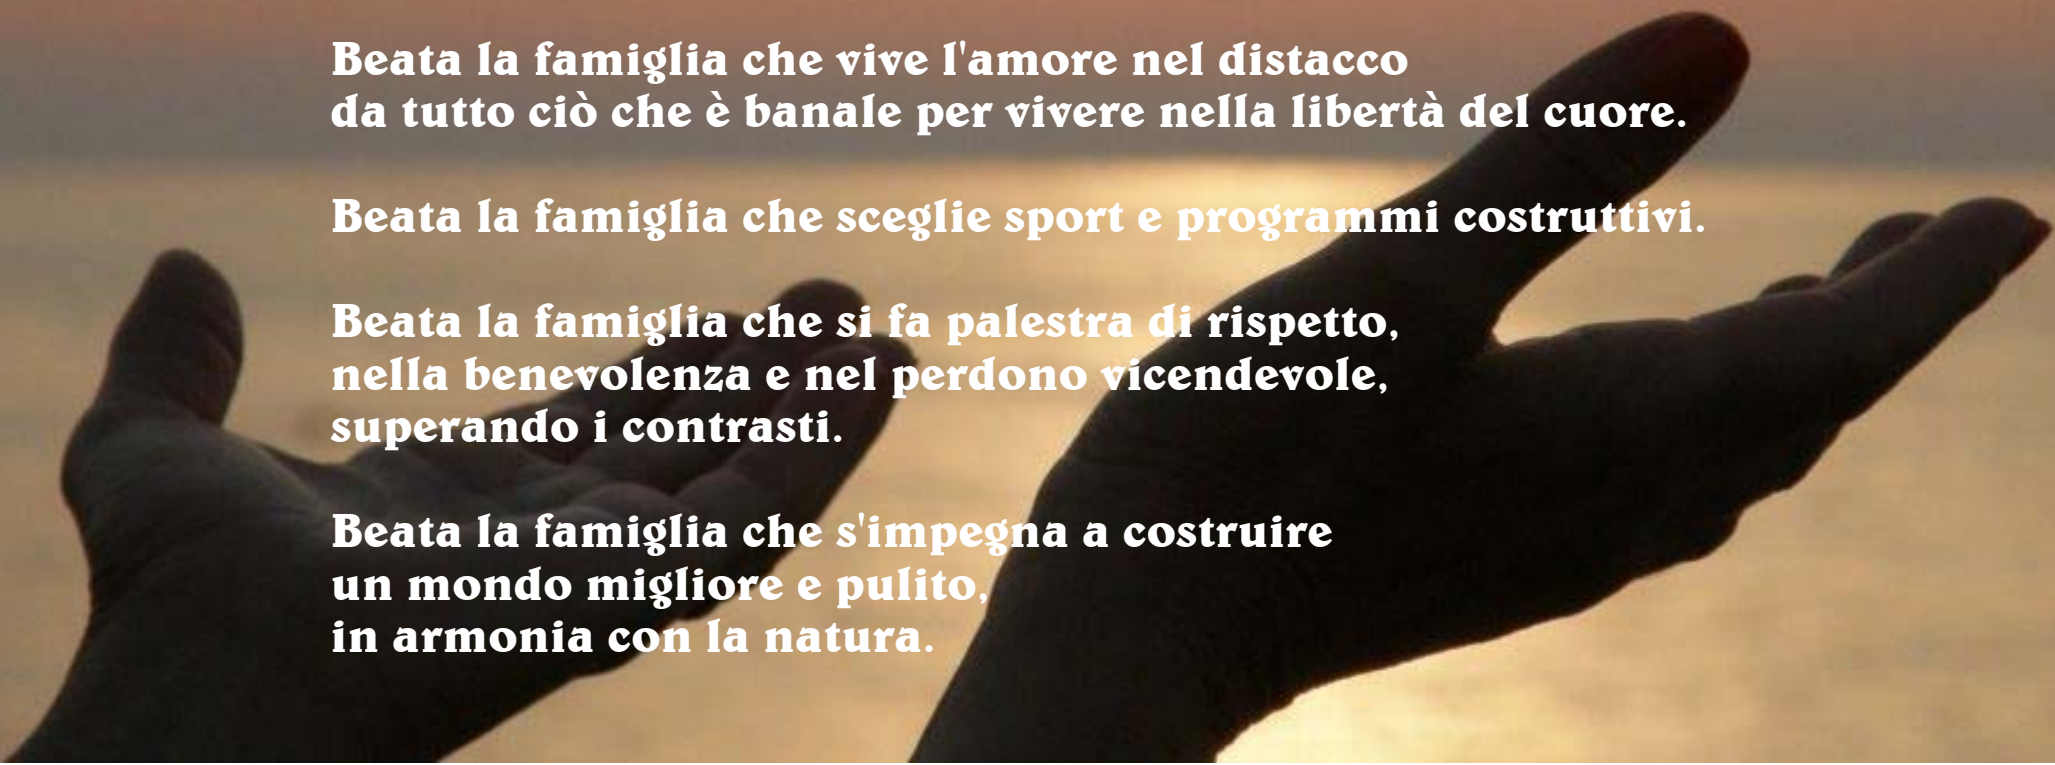 Beata la famiglia che vive l'amore nel distacco
da tutto ciò che è banale per vivere nella libertà del cuore.
Beata la famiglia che sceglie sport e programmi costruttivi.
Beata la famiglia che si fa palestra di rispetto,
nella benevolenza e nel perdono vicendevole,
superando i contrasti.
Beata la famiglia che s'impegna a costruire
un mondo migliore e pulito,
in armonia con la natura.